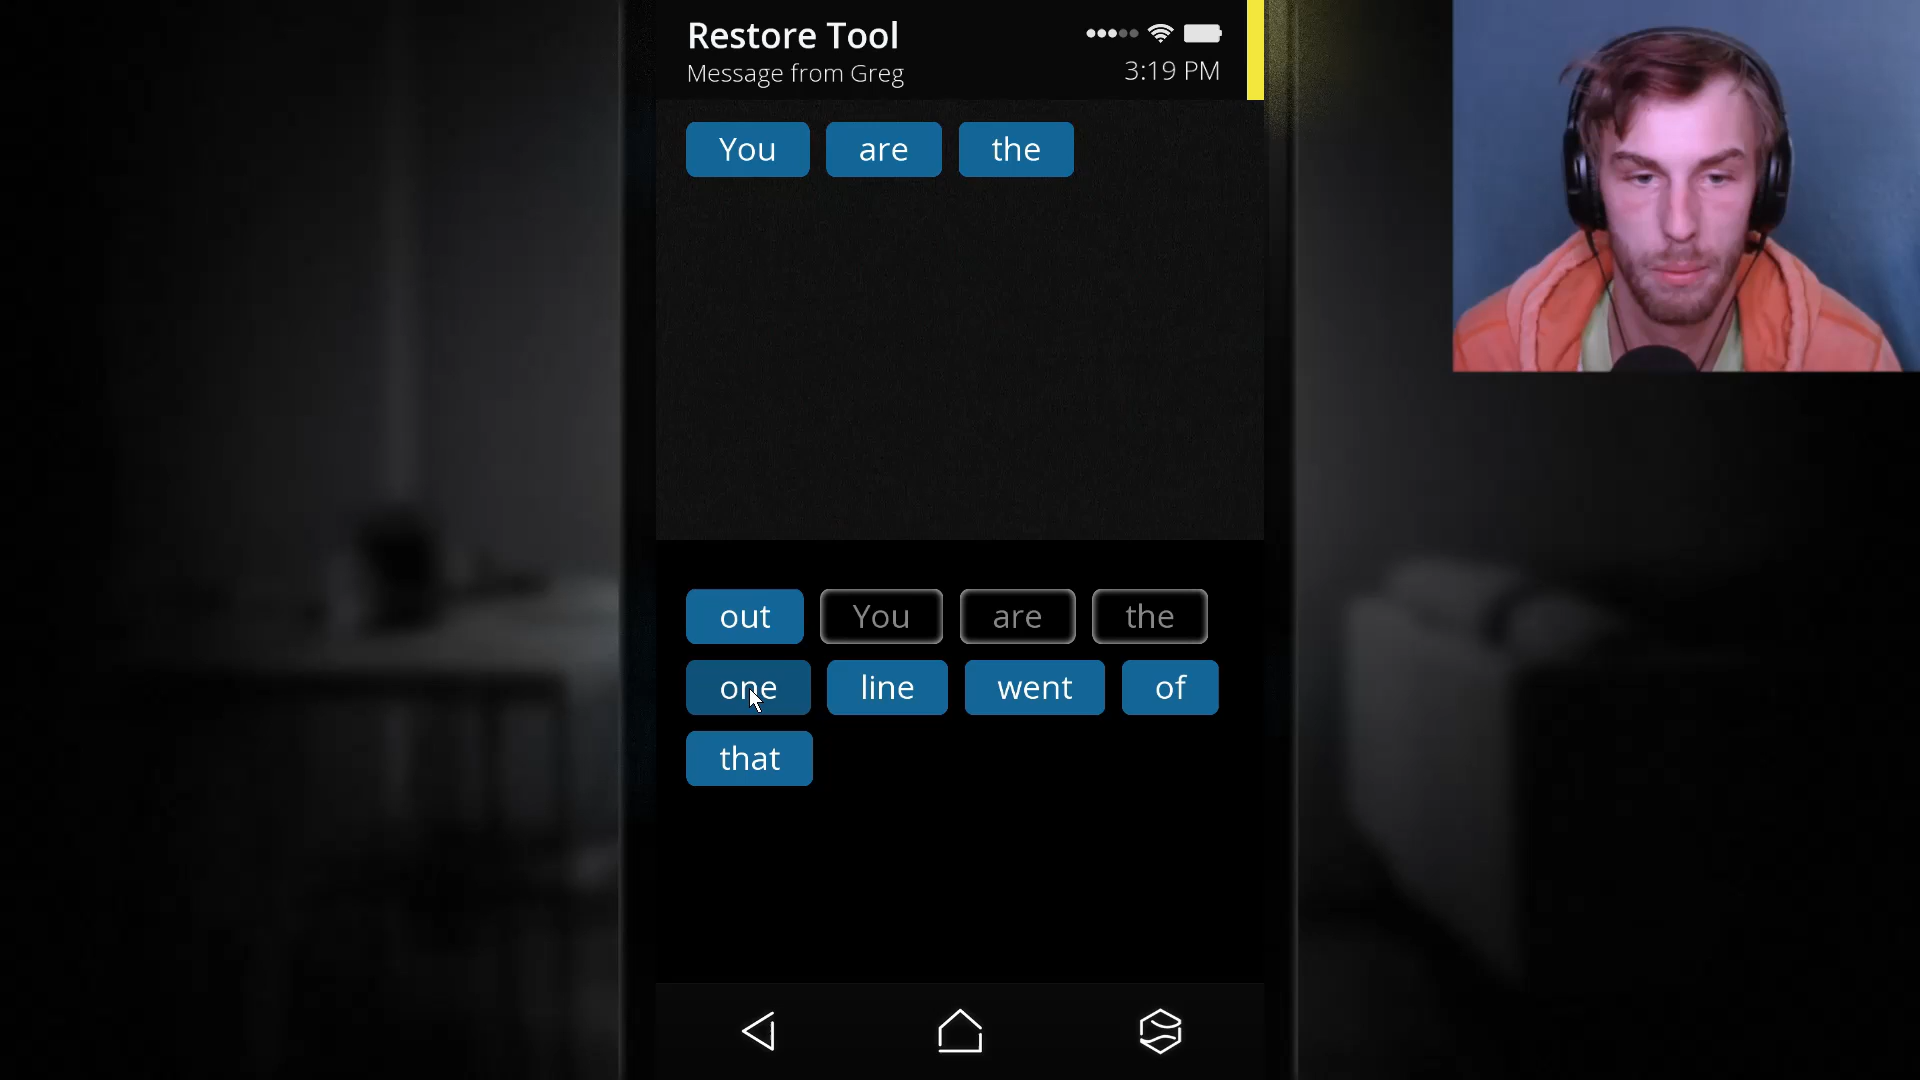 Restore Tool
Message from Greg
3:19 PM
You are the
out You are the
one line went of
that